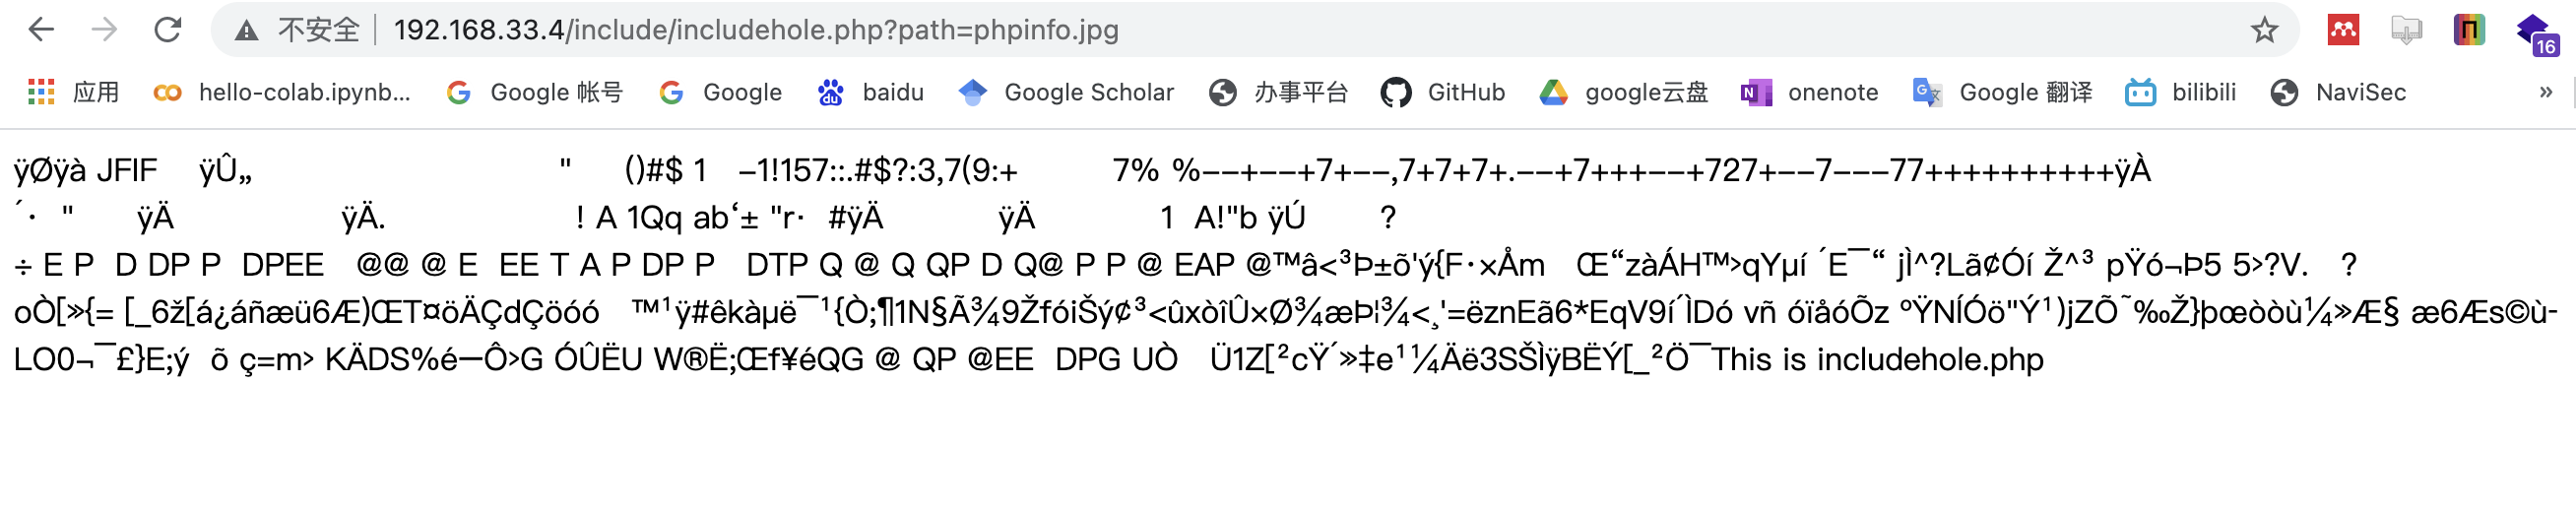 不安全 192.168.33.4/include/includehole.php?path=phpinfo.jpg
16
应用 hello-colab.ipynb... Google 帐号 Google baidu Google Scholar 办事平台 GitHub google云盘 onenote Google 翻译 bilibili NaviSec »
ÿØÿà JFIF ÿÛ„ " ()#$ 1 –1!157::.#$?:3,7(9:+ 7% %––+––+7+––,7+7+7+.––+7+++––+727+––7–––77++++++++++ÿÀ
´· " ÿÄ ÿÄ. ! A 1Qq ab‘± "r· #ÿÄ ÿÄ 1 A!"b ÿÚ ?
÷ E P D DP P DPEE @@ @ E EE T A P DP P DTP Q @ Q QP D Q@ P P @ EAP @™â<³Þ±õ'ý{F·×Åm Œ“zàÁH™›qYµí ´E¯“ jÌ^?Lã¢Óí Ž^³ pŸó¬Þ5 5›?V. ?
oÒ[»{= [_6ž[á¿áñæü6Æ)ŒT¤öÄÇdÇöóó ™¹ÿ#êkàµë¯¹{Ò;¶1N§Ã¾9ŽfóiŠý¢³<ûxòîÛ×Ø¾æÞ¦¾<¸'=ëznEã6*EqV9í´ÌDó vñ óïåóÕz ºŸNÍÓö"Ý¹)jZÕ˜‰Ž}þœòòù¼»Æ§ æ6Æs©ù-
LO0¬¯£}E;ý õ ç=m› KÄDS%é—Ô›G ÓÛËU W®Ë;Œf¥éQG @ QP @EE DPG UÒ Ü1Z[²cŸ´»‡e¹¼Äë3SŠÌÿBËÝ[_²Ö¯This is includehole.php